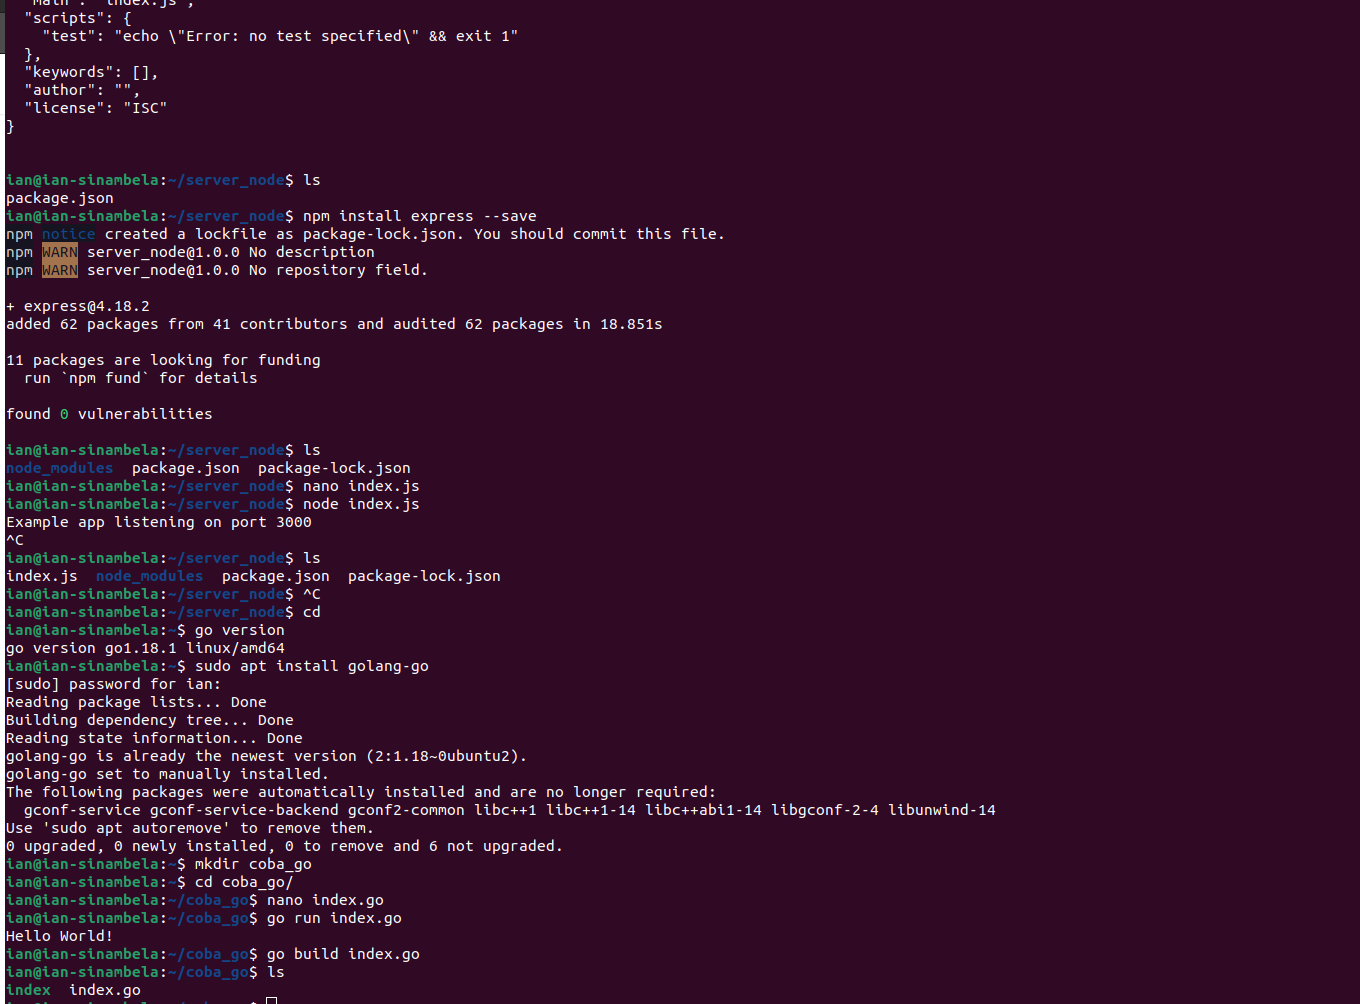 "main": "index.js",
  "scripts": {
    "test": "echo \"Error: no test specified\" && exit 1"
  },
  "keywords": [],
  "author": "",
  "license": "ISC"
}
ian@ian-sinambela:~/server_node$ ls
package.json
ian@ian-sinambela:~/server_node$ npm install express --save
npm notice created a lockfile as package-lock.json. You should commit this file.
npm WARN server_node@1.0.0 No description
npm WARN server_node@1.0.0 No repository field.
+ express@4.18.2
added 62 packages from 41 contributors and audited 62 packages in 18.851s
11 packages are looking for funding
  run `npm fund` for details
found 0 vulnerabilities
ian@ian-sinambela:~/server_node$ ls
node_modules  package.json  package-lock.json
ian@ian-sinambela:~/server_node$ nano index.js
ian@ian-sinambela:~/server_node$ node index.js
Example app listening on port 3000
^C
ian@ian-sinambela:~/server_node$ ls
index.js  node_modules  package.json  package-lock.json
ian@ian-sinambela:~/server_node$ ^C
ian@ian-sinambela:~/server_node$ cd
ian@ian-sinambela:~$ go version
go version go1.18.1 linux/amd64
ian@ian-sinambela:~$ sudo apt install golang-go
[sudo] password for ian:
Reading package lists... Done
Building dependency tree... Done
Reading state information... Done
golang-go is already the newest version (2:1.18~0ubuntu2).
golang-go set to manually installed.
The following packages were automatically installed and are no longer required:
  gconf-service gconf-service-backend gconf2-common libc++1 libc++1-14 libc++abi1-14 libgconf-2-4 libunwind-14
Use 'sudo apt autoremove' to remove them.
0 upgraded, 0 newly installed, 0 to remove and 6 not upgraded.
ian@ian-sinambela:~$ mkdir coba_go
ian@ian-sinambela:~$ cd coba_go/
ian@ian-sinambela:~/coba_go$ nano index.go
ian@ian-sinambela:~/coba_go$ go run index.go
Hello World!
ian@ian-sinambela:~/coba_go$ go build index.go
ian@ian-sinambela:~/coba_go$ ls
index  index.go